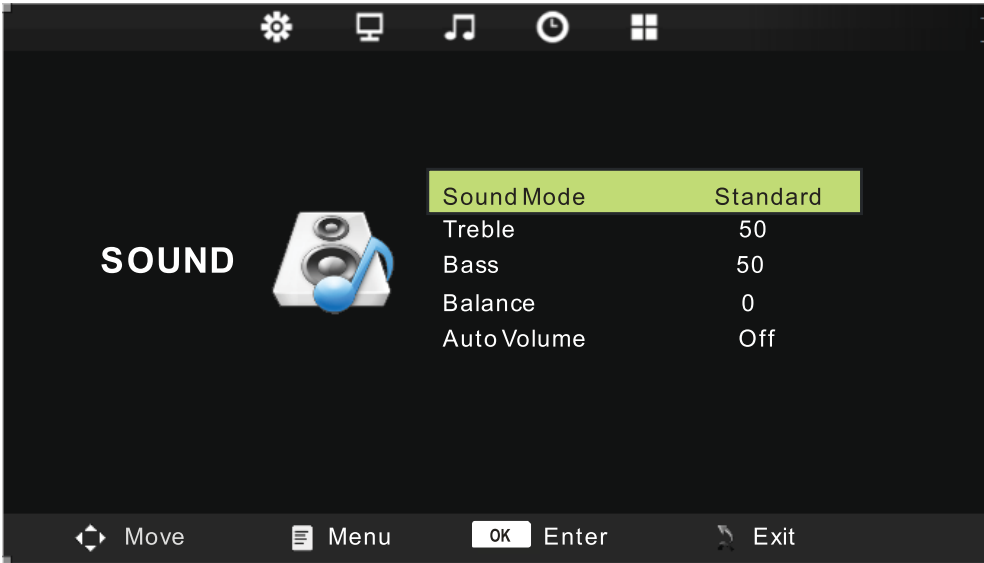 SOUND
Sound Mode Standard
Treble 50
Bass 50
Balance 0
Auto Volume Off
Move Menu OK Enter Exit